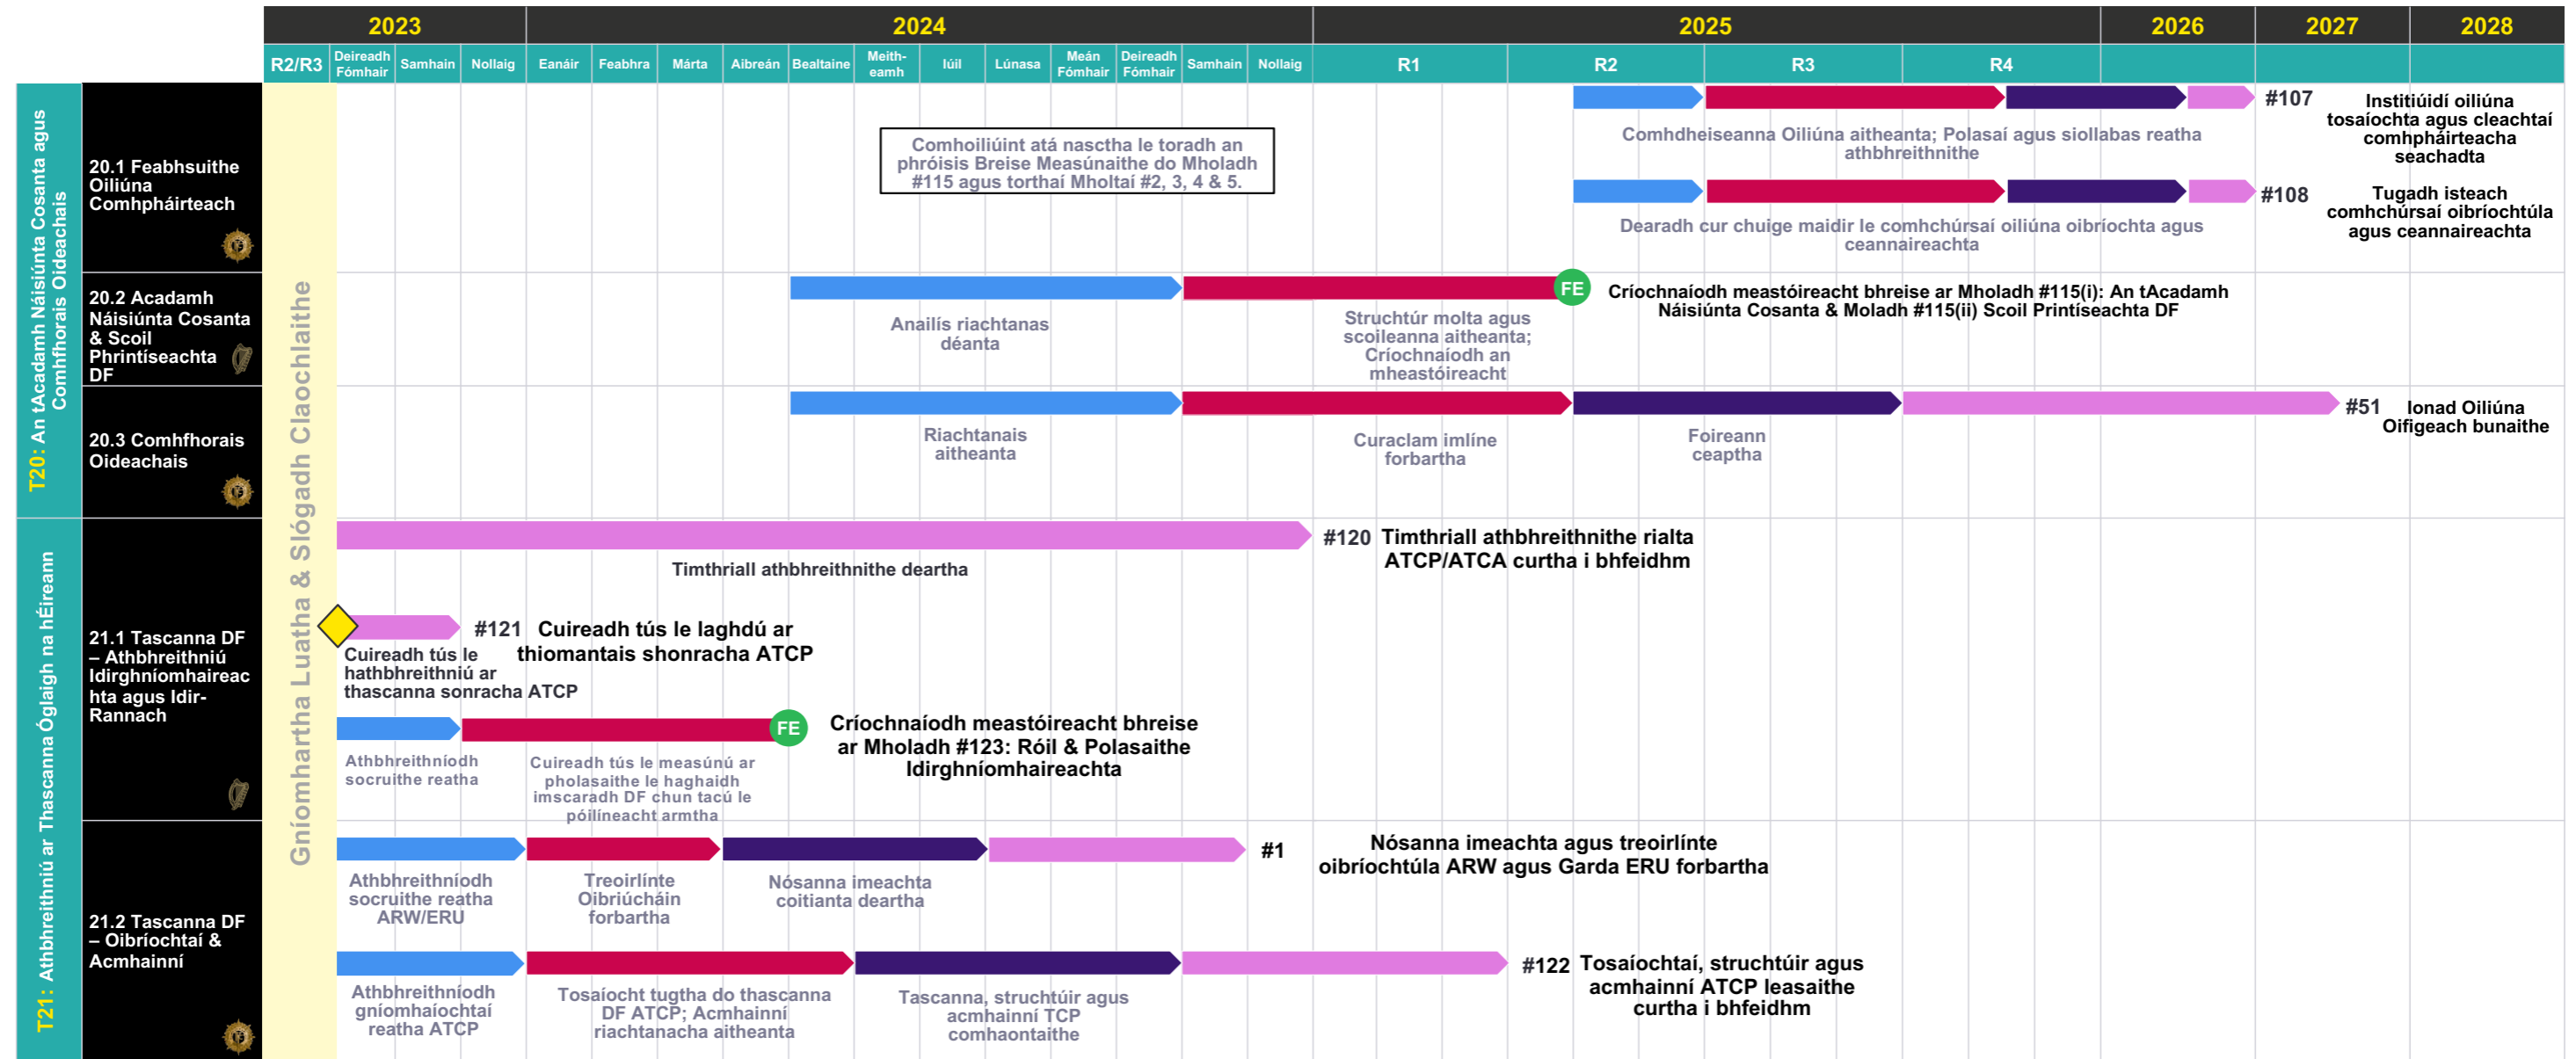 2023 2024 2025 2026 2027 2028
R2/R3 Deireadh Fómhair Samhain Nollaig Eanáir Feabhra Márta Aibreán Bealtaine Meith-eamh Iúil Lúnasa Meán Fómhair Deireadh Fómhair Samhain Nollaig R1 R2 R3 R4
T20: An tAcadamh Náisiúnta Cosanta agus
Comhfhorais Oideachais
Gníomhartha Luatha & Slógadh Claochlaithe
20.1 Feabhsuithe
Oiliúna
Comhpháirteach
Comhoiliúint atá nasctha le toradh an
phróisis Breise Measúnaithe do Mholadh
#115 agus torthaí Mholtaí #2, 3, 4 & 5.
#107
Institiúidí oiliúna
tosaíochta agus cleachtaí
comhpháirteacha
seachadta
Comhdheiseanna Oiliúna aitheanta; Polasaí agus siollabas reatha
athbhreithnithe
#108
Tugadh isteach
comhchúrsaí oibríochtúla
agus ceannaireachta
Dearadh cur chuige maidir le comhchúrsaí oiliúna oibríochta agus
ceannaireachta
20.2 Acadamh
Náisiúnta Cosanta
& Scoil
Phrintíseachta
DF
Anailís riachtanas
déanta
Struchtúr molta agus
scoileanna aitheanta;
Críochnaíodh an
mheastóireacht
FE
Críochnaíodh meastóireacht bhreise ar Mholadh #115(i): An tAcadamh
Náisiúnta Cosanta & Moladh #115(ii) Scoil Printíseachta DF
20.3 Comhfhorais
Oideachais
Riachtanais
aitheanta
Curaclam imlíne
forbartha
Foireann
ceaptha
#51
Ionad Oiliúna
Oifigeach bunaithe
T21: Athbhreithniú ar Thascanna Óglaigh na hÉireann
21.1 Tascanna DF
– Athbhreithniú
Idirghníomhaireac
hta agus Idir-
Rannach
#120 Timthriall athbhreithnithe rialta
ATCP/ATCA curtha i bhfeidhm
Timthriall athbhreithnithe deartha
#121 Cuireadh tús le laghdú ar
thiomantais shonracha ATCP
Cuireadh tús le
hathbhreithniú ar
thascanna sonracha ATCP
FE
Críochnaíodh meastóireacht bhreise
ar Mholadh #123: Róil & Polasaithe
Idirghníomhaireachta
Athbhreithníodh
socruithe reatha
Cuireadh tús le measúnú ar
pholasaithe le haghaidh
imscaradh DF chun tacú le
póilíneacht armtha
21.2 Tascanna DF
– Oibríochtaí &
Acmhainní
#1
Nósanna imeachta agus treoirlínte
oibríochtúla ARW agus Garda ERU forbartha
Athbhreithníodh
socruithe reatha
ARW/ERU
Treoirlínte
Oibriúcháin
forbartha
Nósanna imeachta
coitianta deartha
#122 Tosaíochtaí, struchtúir agus
acmhainní ATCP leasaithe
curtha i bhfeidhm
Athbhreithníodh
gníomhaíochtaí
reatha ATCP
Tosaíocht tugtha do thascanna
DF ATCP; Acmhainní
riachtanacha aitheanta
Tascanna, struchtúir agus
acmhainní TCP
comhaontaithe